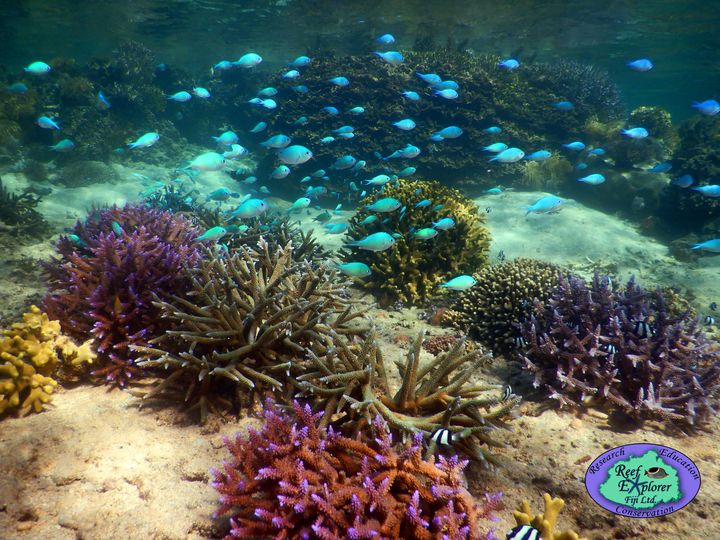 Research Education
Reef
Explorer
Fiji Ltd.
Conservation